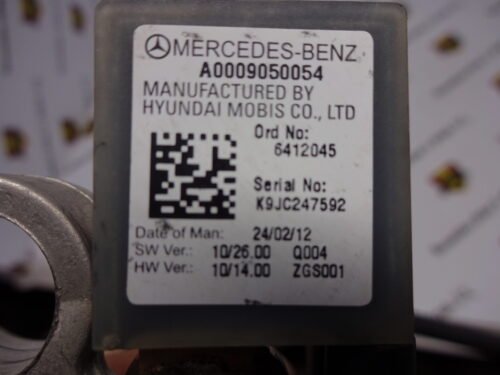 MERCEDES-BENZ
A0009050054
MANUFACTURED BY
HYUNDAI MOBIS CO., LTD
Ord No:
6412045
Serial No:
K9JC247592
Date of Man: 24/02/12
SW Ver.: 10/26.00 Q004
HW Ver.: 10/14.00 ZGS001